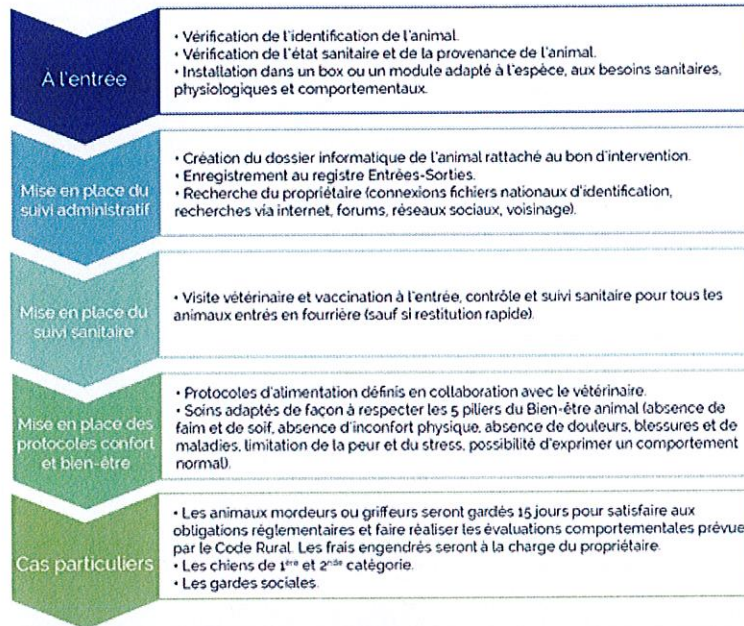 À l'entrée
• Vérification de l'identification de l'animal.
• Vérification de l'état sanitaire et de la provenance de l'animal.
• Installation dans un box ou un module adapté à l'espèce, aux besoins sanitaires,
physiologiques et comportementaux.
Mise en place du
suivi administratif
• Création du dossier informatique de l'animal rattaché au bon d'intervention.
• Enregistrement au registre Entrées-Sorties.
• Recherche du propriétaire (connexions fichiers nationaux d'identification,
recherches via internet, forums, réseaux sociaux, voisinage).
Mise en place du
suivi sanitaire
• Visite vétérinaire et vaccination à l'entrée, contrôle et suivi sanitaire pour tous les
animaux entrés en fourrière (sauf si restitution rapide).
Mise en place des
protocoles confort
et bien-être
• Protocoles d'alimentation définis en collaboration avec le vétérinaire.
• Soins adaptés de façon à respecter les 5 piliers du Bien-être animal (absence de
faim et de soif, absence d'inconfort physique, absence de douleurs, blessures et de
maladies, limitation de la peur et du stress, possibilité d'exprimer un comportement
normal).
Cas particuliers
• Les animaux mordeurs ou griffeurs seront gardés 15 jours pour satisfaire aux
obligations réglementaires et faire réaliser les évaluations comportementales prévue
par le Code Rural. Les frais engendrés seront à la charge du propriétaire.
• Les chiens de 1ère et 2nde catégorie.
• Les gardes sociales.